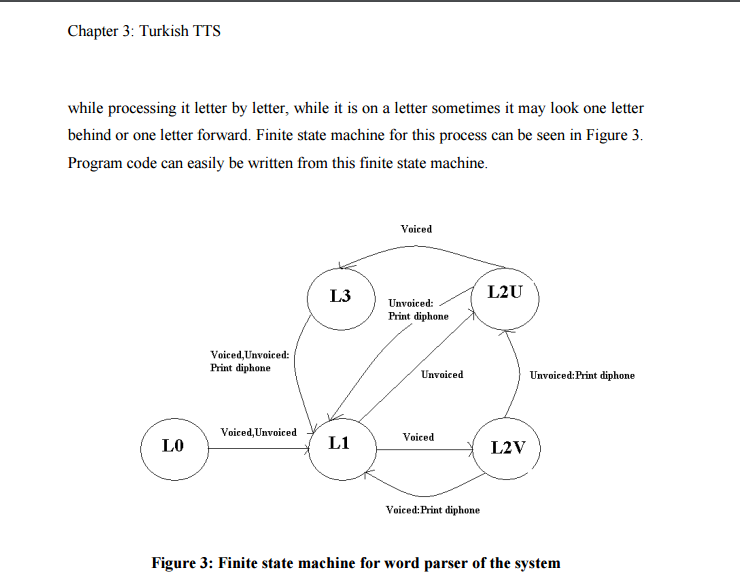 Chapter 3: Turkish TTS
while processing it letter by letter, while it is on a letter sometimes it may look one letter
behind or one letter forward. Finite state machine for this process can be seen in Figure 3.
Program code can easily be written from this finite state machine.
Voiced
L3
L2U
Unvoiced:
Print diphone
Voiced,Unvoiced:
Print diphone
Unvoiced
Unvoiced:Print diphone
Voiced,Unvoiced
L0
L1
Voiced
L2V
Voiced:Print diphone
Figure 3: Finite state machine for word parser of the system